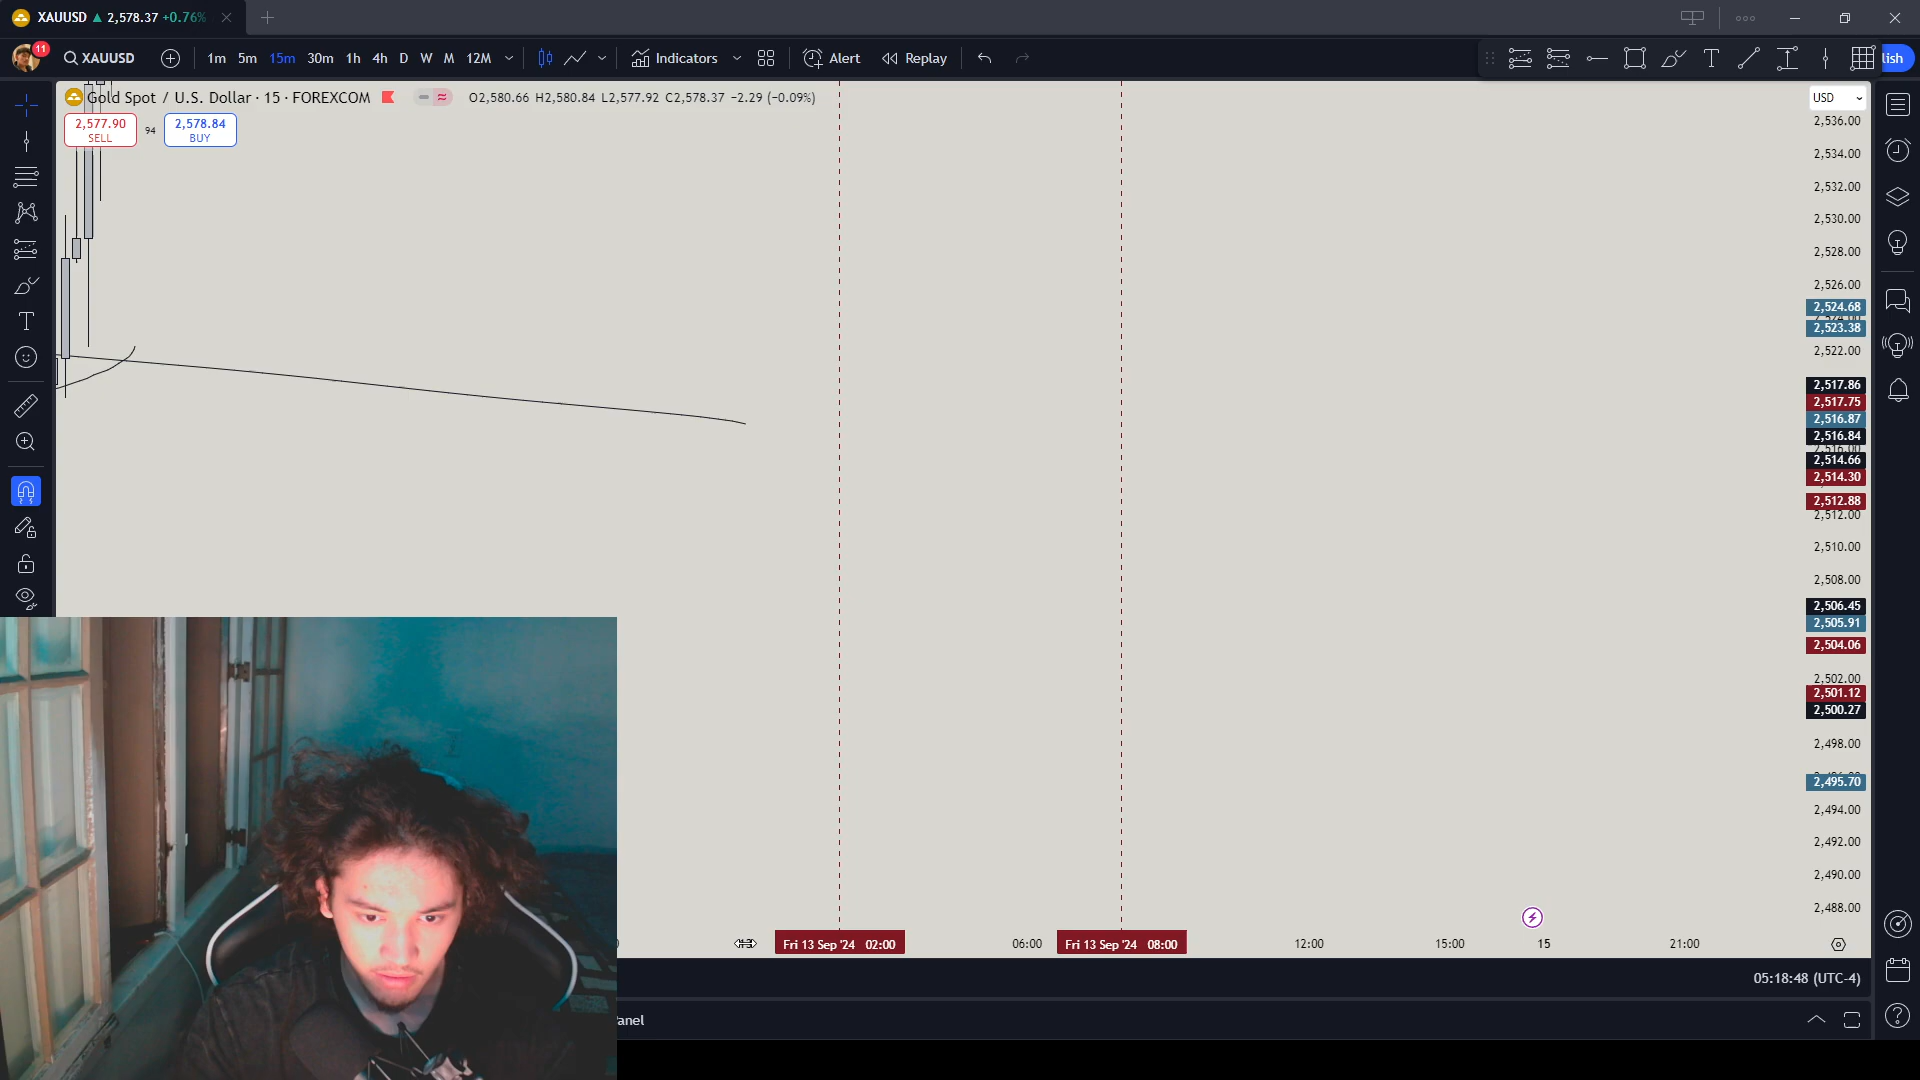 XAUUSD ▲ 2,578.37 +0.76%
11
XAUUSD
1m 5m 15m 30m 1h 4h D W M 12M
Indicators
Alert
Replay
lish
Gold Spot / U.S. Dollar · 15 · FOREXCOM
O2,580.66 H2,580.84 L2,577.92 C2,578.37 −2.29 (−0.09%)
USD
2,577.90
SELL
94
2,578.84
BUY
2,536.00
2,534.00
2,532.00
2,530.00
2,528.00
2,526.00
2,524.68
2,523.38
2,522.00
2,517.86
2,517.75
2,516.87
2,516.84
2,514.66
2,514.30
2,512.88
2,512.00
2,510.00
2,508.00
2,506.45
2,505.91
2,504.06
2,502.00
2,501.12
2,500.27
2,498.00
2,495.70
2,494.00
2,492.00
2,490.00
2,488.00
Fri 13 Sep '24 02:00
06:00
Fri 13 Sep '24 08:00
12:00
15:00
15
21:00
05:18:48 (UTC-4)
anel